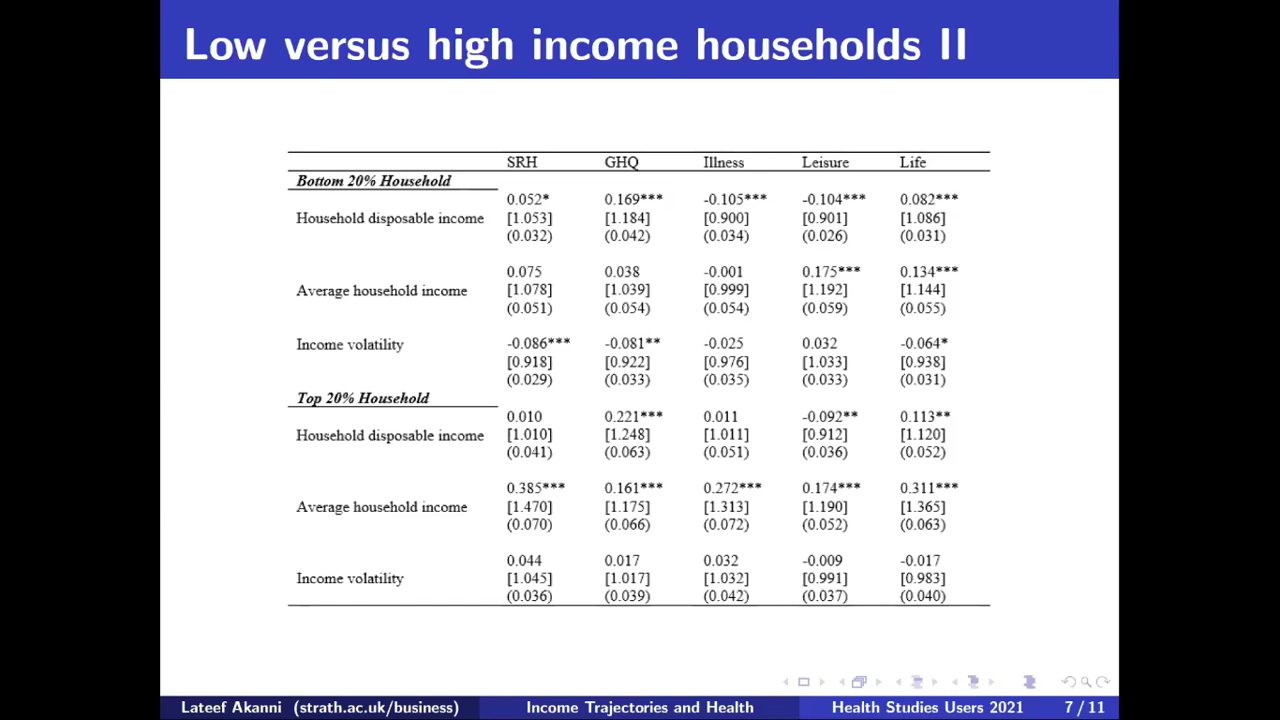 Low versus high income households II
SRH GHQ Illness Leisure Life
Bottom 20% Household
0.052* 0.169*** -0.105*** -0.104*** 0.082***
Household disposable income [1.053] [1.184] [0.900] [0.901] [1.086]
(0.032) (0.042) (0.034) (0.026) (0.031)
0.075 0.038 -0.001 0.175*** 0.134***
Average household income [1.078] [1.039] [0.999] [1.192] [1.144]
(0.051) (0.054) (0.054) (0.059) (0.055)
Income volatility -0.086*** -0.081** -0.025 0.032 -0.064*
[0.918] [0.922] [0.976] [1.033] [0.938]
(0.029) (0.033) (0.035) (0.033) (0.031)
Top 20% Household
0.010 0.221*** 0.011 -0.092** 0.113**
Household disposable income [1.010] [1.248] [1.011] [0.912] [1.120]
(0.041) (0.063) (0.051) (0.036) (0.052)
0.385*** 0.161*** 0.272*** 0.174*** 0.311***
Average household income [1.470] [1.175] [1.313] [1.190] [1.365]
(0.070) (0.066) (0.072) (0.052) (0.063)
0.044 0.017 0.032 -0.009 -0.017
Income volatility [1.045] [1.017] [1.032] [0.991] [0.983]
(0.036) (0.039) (0.042) (0.037) (0.040)
Lateef Akanni (strath.ac.uk/business) Income Trajectories and Health Health Studies Users 2021 7 / 11